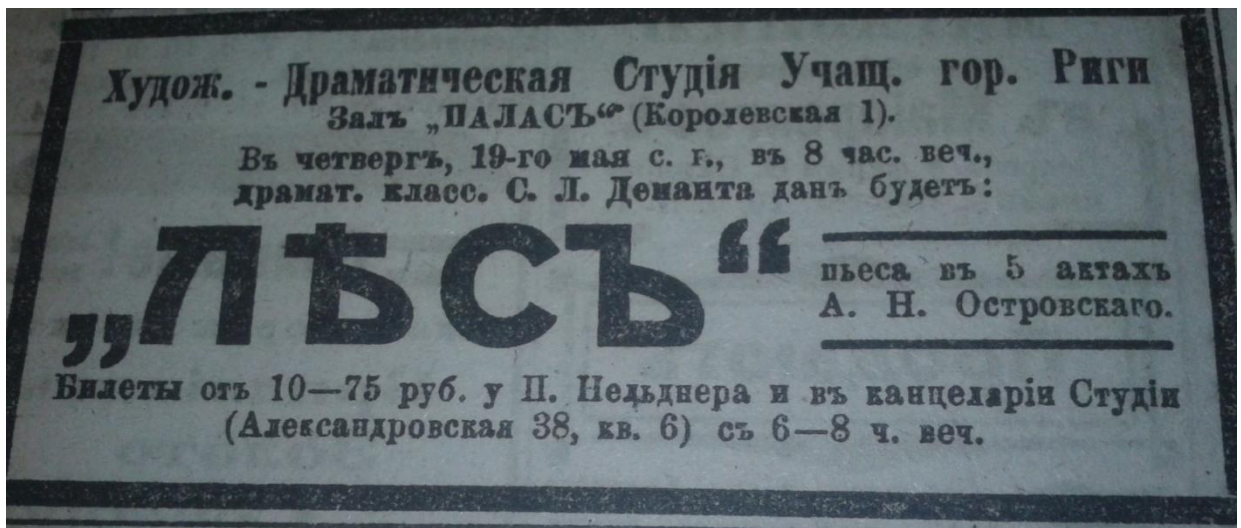 Худож. - Драматическая Студія Учащ. гор. Риги
Залъ „ПАЛАСЪ“ (Королевская 1).
Въ четвергъ, 19-го мая с. г., въ 8 час. веч.,
драмат. класс. С. Л. Деманта данъ будетъ:
„ЛѢСЪ“
пьеса въ 5 актахъ
А. Н. Островскаго.
Билеты отъ 10—75 руб. у П. Нельднера и въ канцеляріи Студіи
(Александровская 38, кв. 6) съ 6—8 ч. веч.